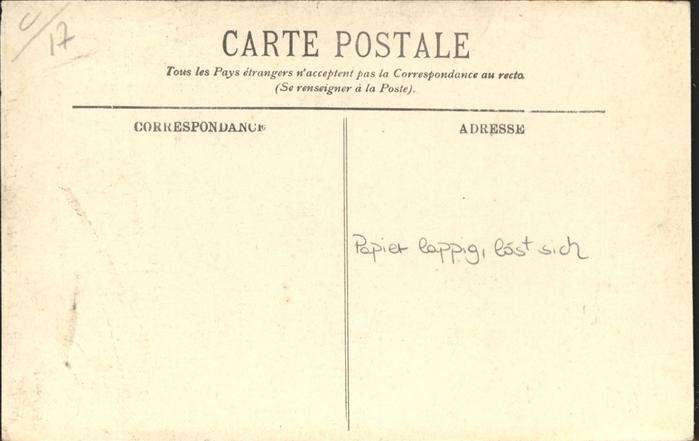 C/17
CARTE POSTALE
Tous les Pays étrangers n'acceptent pas la Correspondance au recto.
(Se renseigner à la Poste).
CORRESPONDANCE
ADRESSE
Papier lappig, löst sich